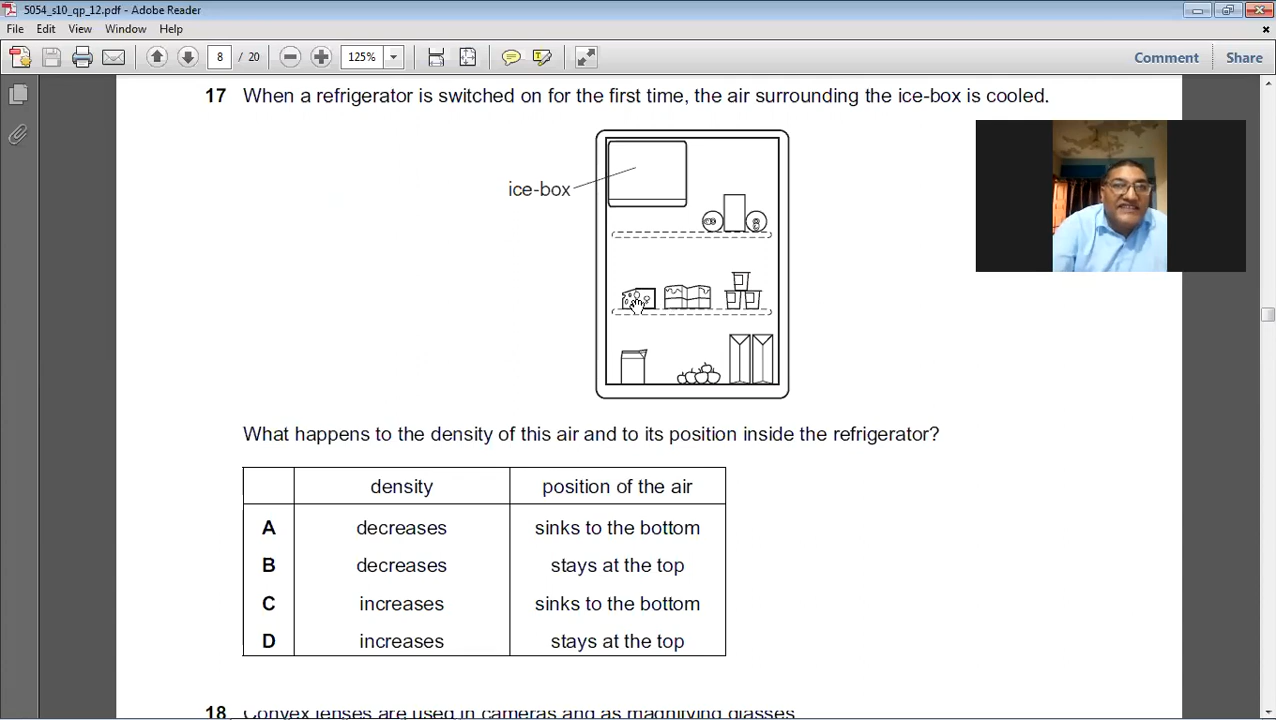 5054_s10_qp_12.pdf - Adobe Reader
File Edit View Window Help
8 / 20 125% Comment Share
17 When a refrigerator is switched on for the first time, the air surrounding the ice-box is cooled.
ice-box
What happens to the density of this air and to its position inside the refrigerator?
density position of the air
A decreases sinks to the bottom
B decreases stays at the top
C increases sinks to the bottom
D increases stays at the top
18 Convex lenses are used in cameras and as magnifying glasses